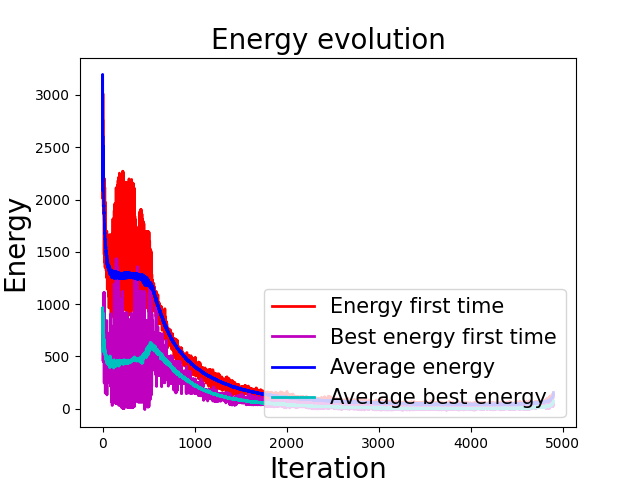 Energy evolution
Energy
3000
2500
2000
1500
1000
500
0
Energy first time
Best energy first time
Average energy
Average best energy
0 1000 2000 3000 4000 5000
Iteration